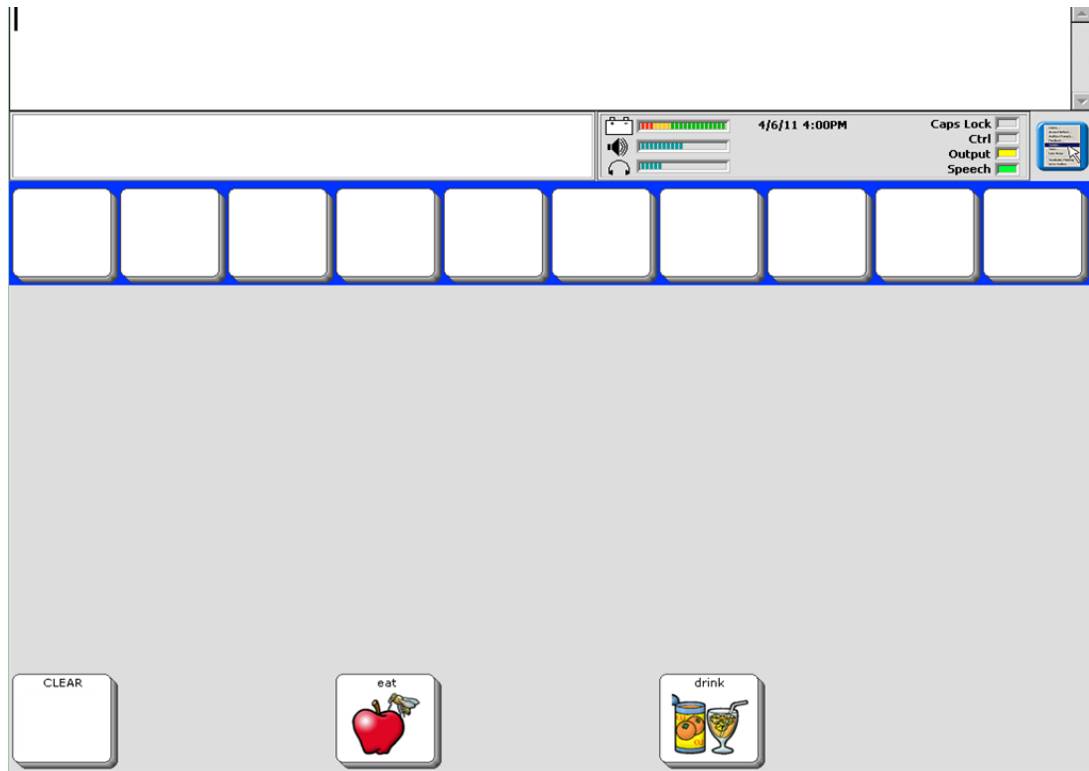 4/6/11 4:00PM
Caps Lock
Ctrl
Output
Speech
CLEAR
eat
drink